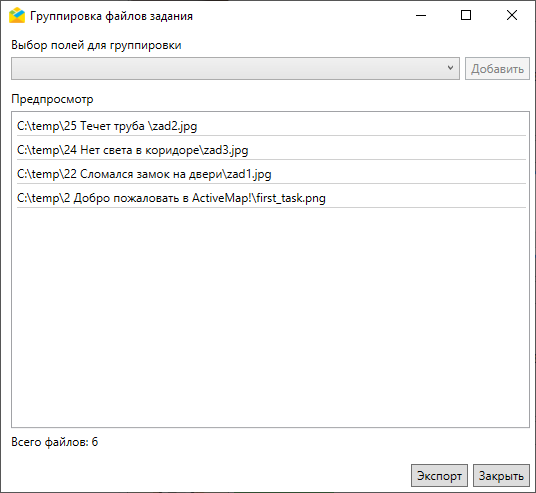 Группировка файлов задания
Выбор полей для группировки
Добавить
Предпросмотр
C:\temp\25 Течет труба \zad2.jpg
C:\temp\24 Нет света в коридоре\zad3.jpg
C:\temp\22 Сломался замок на двери\zad1.jpg
C:\temp\2 Добро пожаловать в ActiveMap!\first_task.png
Всего файлов: 6
Экспорт
Закрыть